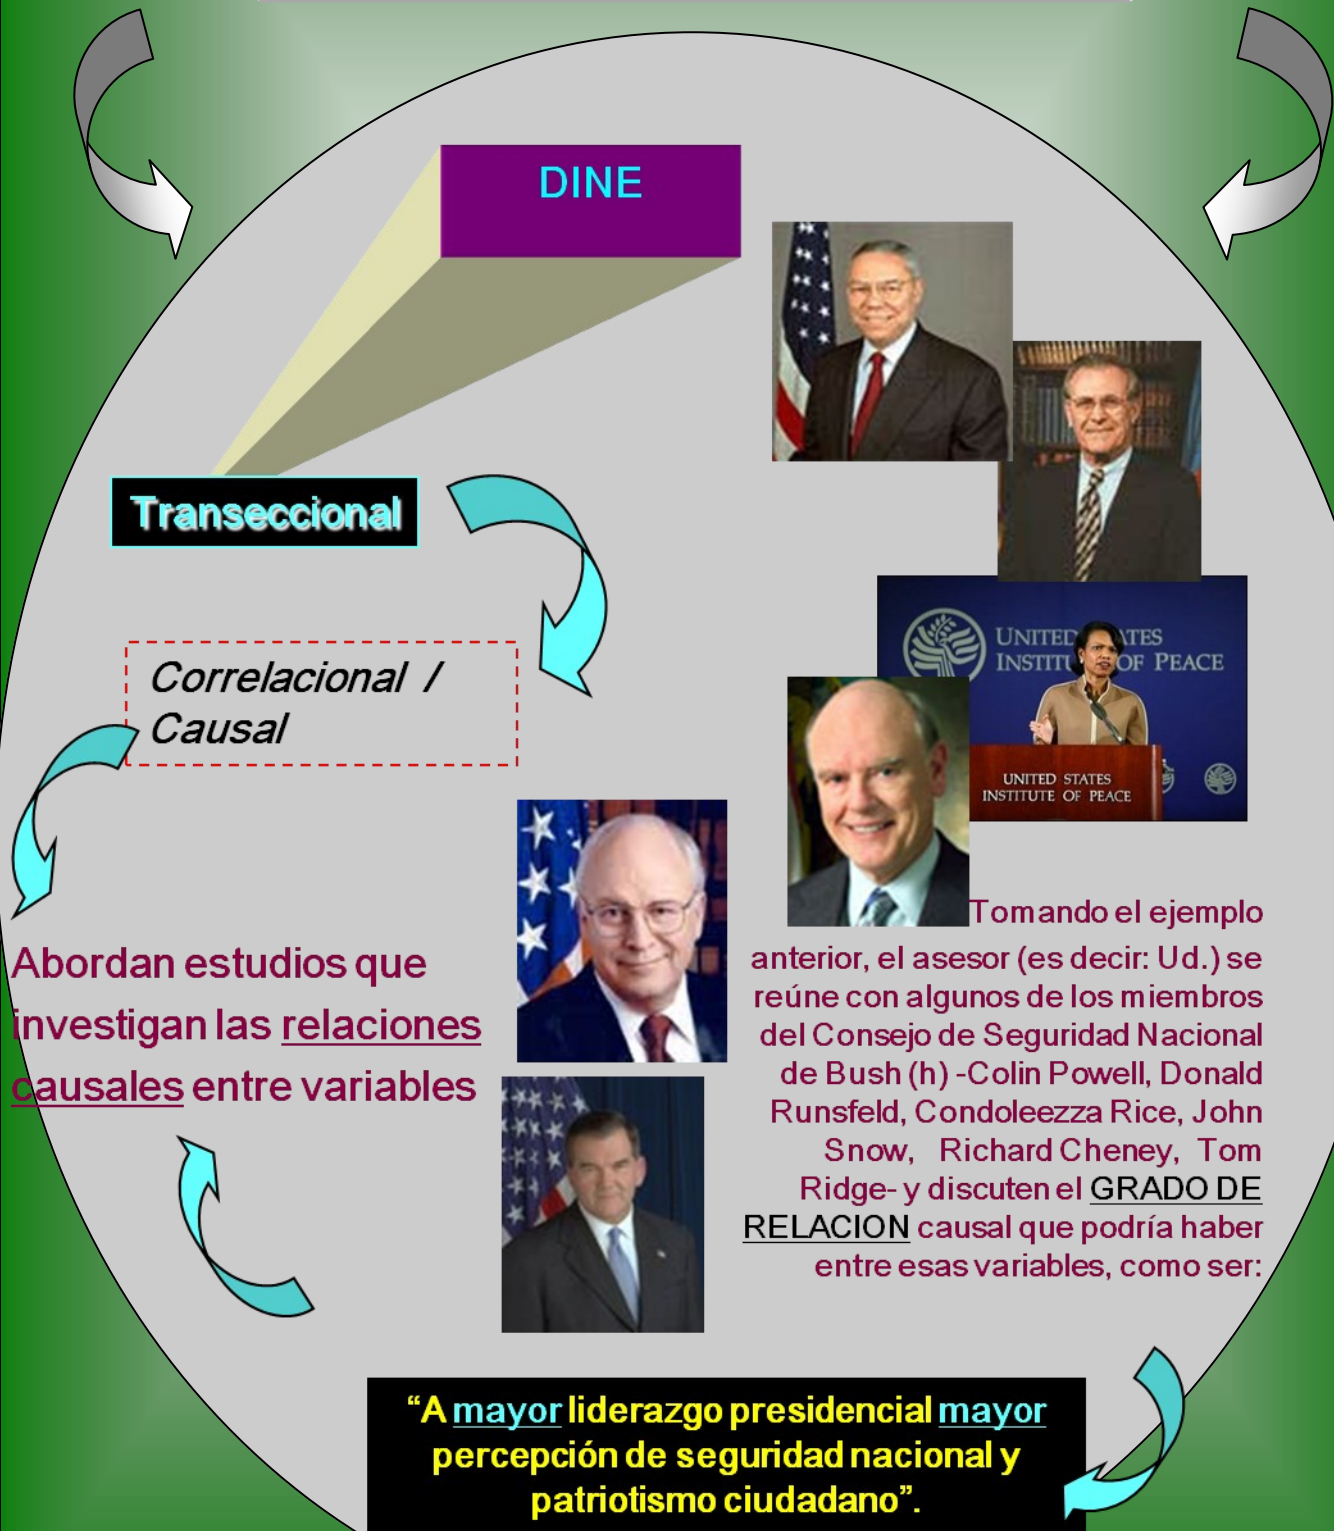 DINE
Transeccional
Correlacional /
Causal
UNITED STATES
INSTITUTE OF PEACE
Abordan estudios que
investigan las relaciones
causales entre variables
Tomando el ejemplo
anterior, el asesor (es decir: Ud.) se
reúne con algunos de los miembros
del Consejo de Seguridad Nacional
de Bush (h) -Colin Powell, Donald
Runsfeld, Condoleezza Rice, John
Snow, Richard Cheney, Tom
Ridge- y discuten el GRADO DE
RELACION causal que podría haber
entre esas variables, como ser:
“A mayor liderazgo presidencial mayor
percepción de seguridad nacional y
patriotismo ciudadano”.